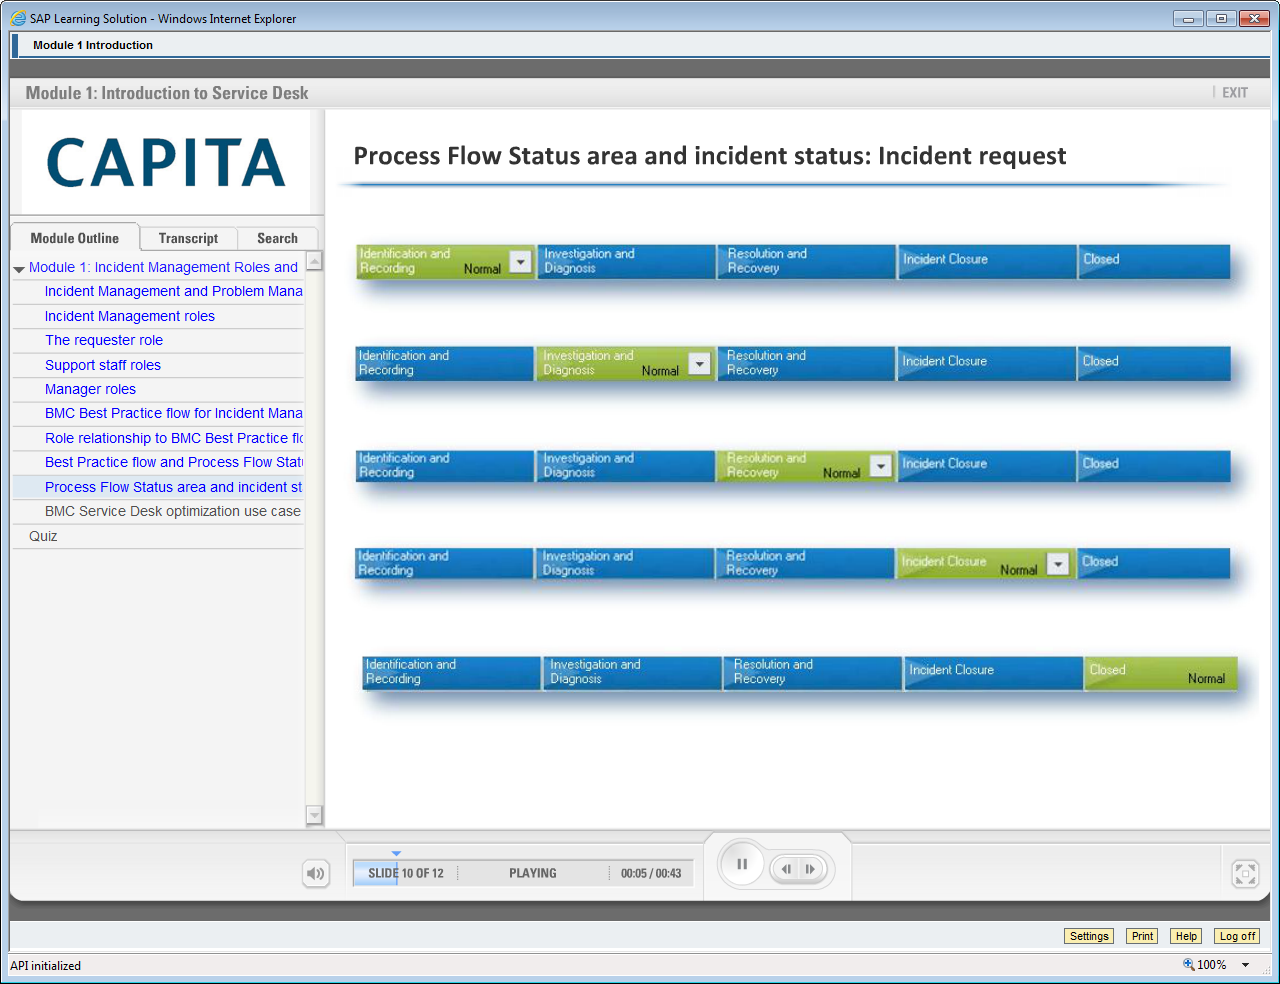 SAP Learning Solution - Windows Internet Explorer
Module 1 Introduction
Module 1: Introduction to Service Desk
EXIT
CAPITA
Module Outline
Transcript
Search
Module 1: Incident Management Roles and
Incident Management and Problem Mana
Incident Management roles
The requester role
Support staff roles
Manager roles
BMC Best Practice flow for Incident Mana
Role relationship to BMC Best Practice flo
Best Practice flow and Process Flow Statu
Process Flow Status area and incident st
BMC Service Desk optimization use case
Quiz
Process Flow Status area and incident status: Incident request
Identification and
Recording
Normal
Investigation and
Diagnosis
Resolution and
Recovery
Incident Closure
Closed
Identification and
Recording
Investigation and
Diagnosis
Normal
Resolution and
Recovery
Incident Closure
Closed
Identification and
Recording
Investigation and
Diagnosis
Resolution and
Recovery
Normal
Incident Closure
Closed
Identification and
Recording
Investigation and
Diagnosis
Resolution and
Recovery
Incident Closure
Normal
Closed
Identification and
Recording
Investigation and
Diagnosis
Resolution and
Recovery
Incident Closure
Closed
Normal
SLIDE 10 OF 12
PLAYING
00:05 / 00:43
Settings
Print
Help
Log off
API initialized
100%